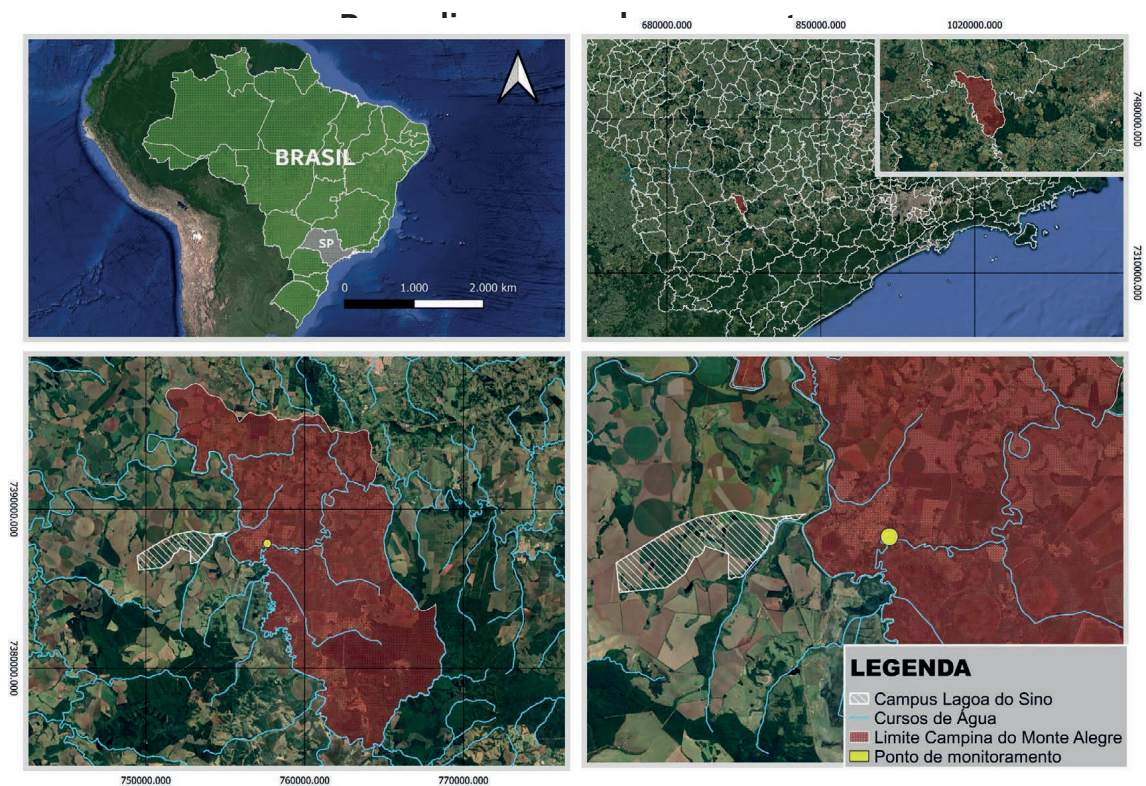 680000.000 850000.000 1020000.000
BRASIL
SP
0 1.000 2.000 km
7480000.000
7310000.000
7390000.000
7380000.000
750000.000 760000.000 770000.000
LEGENDA
Campus Lagoa do Sino
Cursos de Água
Limite Campina do Monte Alegre
Ponto de monitoramento